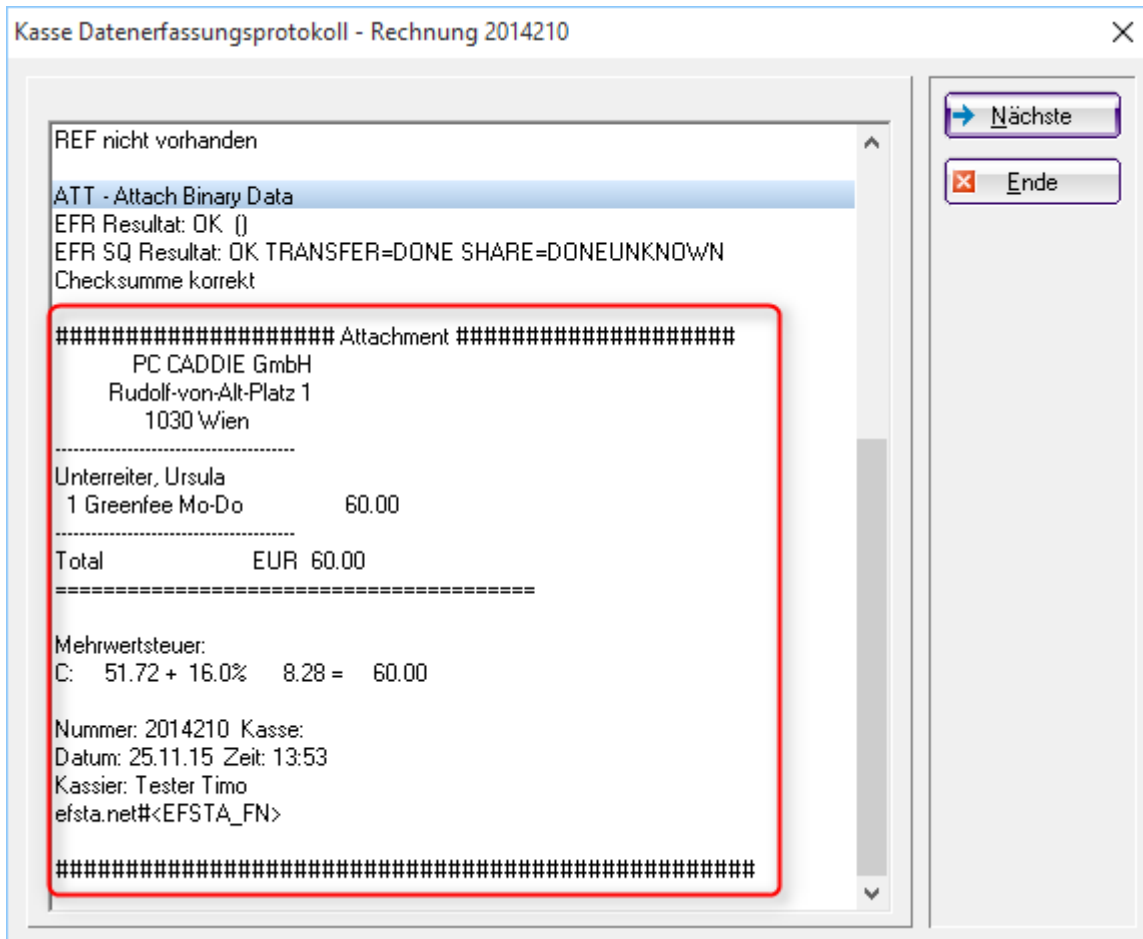 Kasse Datenerfassungsprotokoll - Rechnung 2014210
REF nicht vorhanden
ATT - Attach Binary Data
EFR Resultat: OK ()
EFR SQ Resultat: OK TRANSFER=DONE SHARE=DONEUNKNOWN
Checksumme korrekt
#################### Attachment ####################
PC CADDIE GmbH
Rudolf-von-Alt-Platz 1
1030 Wien
----------------------------------------
Unterreiter, Ursula
1 Greenfee Mo-Do 60.00
----------------------------------------
Total EUR 60.00
========================================
Mehrwertsteuer:
C: 51.72 + 16.0% 8.28 = 60.00
Nummer: 2014210 Kasse:
Datum: 25.11.15 Zeit: 13:53
Kassier: Tester Timo
efsta.net#<EFSTA_FN>
##################################################
Nächste
Ende